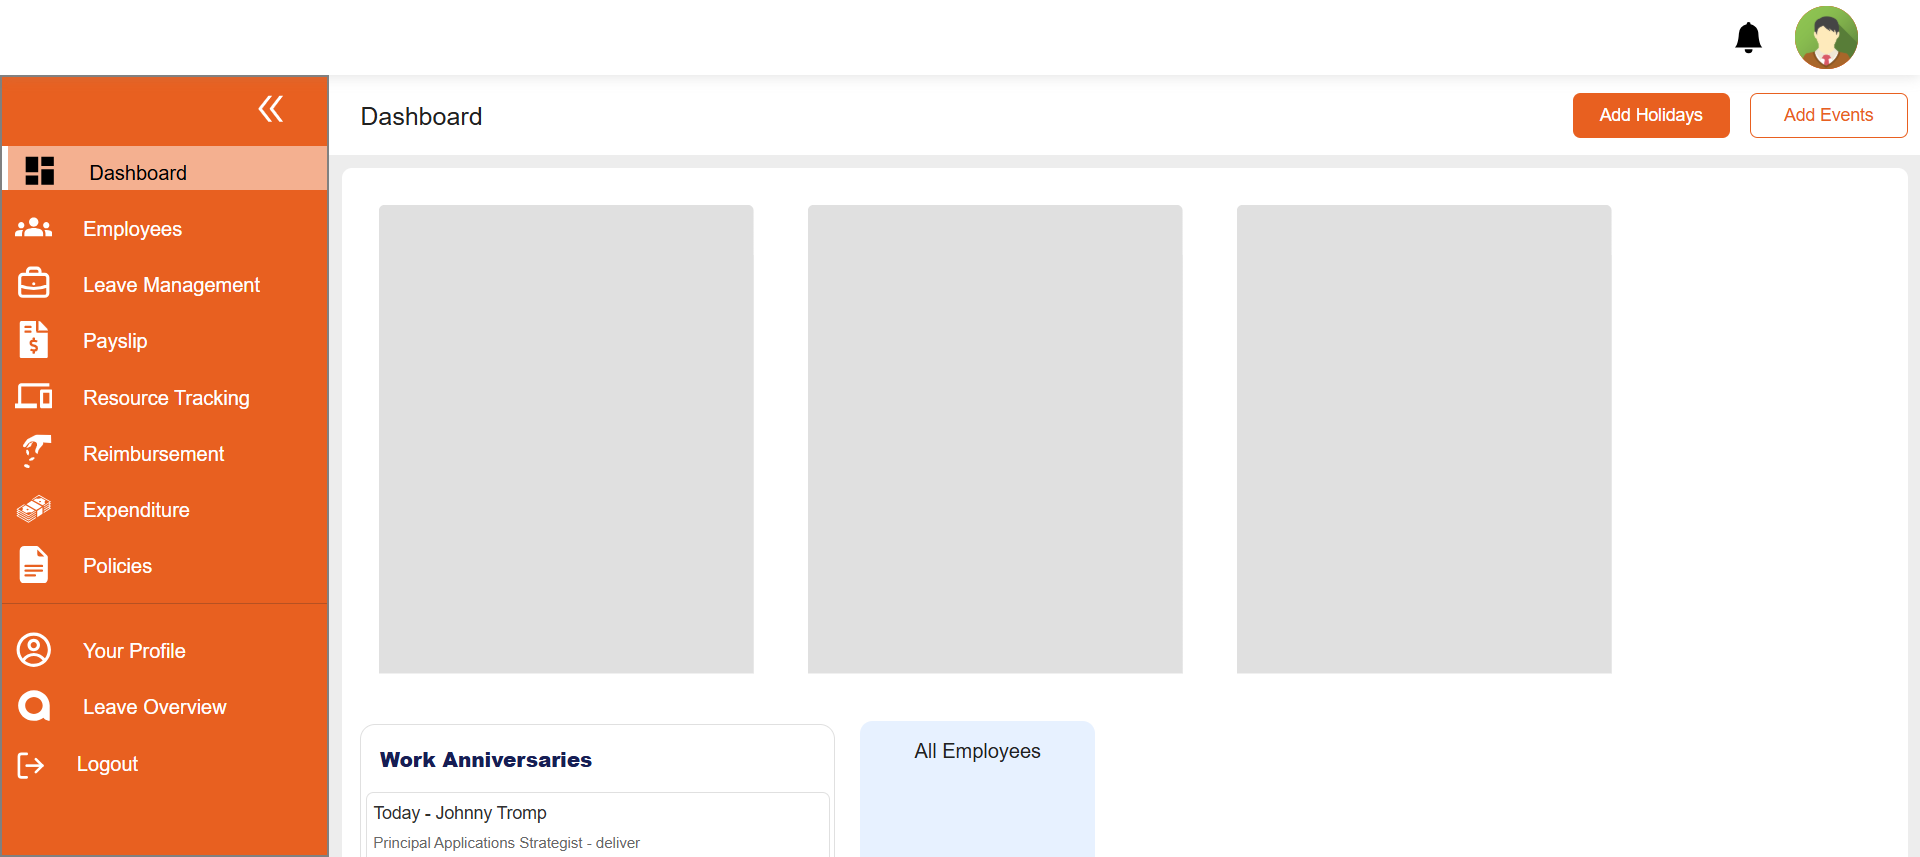 Dashboard
Add Holidays
Add Events
Dashboard
Employees
Leave Management
Payslip
Resource Tracking
Reimbursement
Expenditure
Policies
Your Profile
Leave Overview
Logout
Work Anniversaries
Today - Johnny Tromp
Principal Applications Strategist - deliver
All Employees